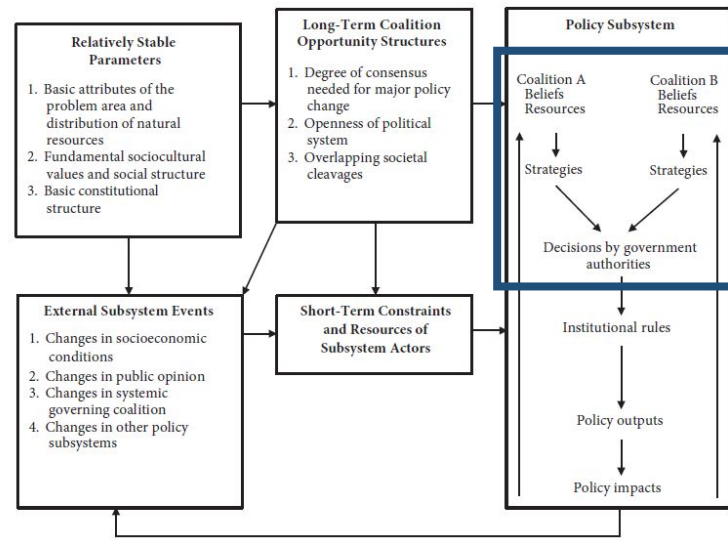 Relatively Stable
Parameters
1. Basic attributes of the
problem area and
distribution of natural
resources
2. Fundamental sociocultural
values and social structure
3. Basic constitutional
structure
Long-Term Coalition
Opportunity Structures
1. Degree of consensus
needed for major policy
change
2. Openness of political
system
3. Overlapping societal
cleavages
Policy Subsystem
Coalition A
Beliefs
Resources
Coalition B
Beliefs
Resources
Strategies
Strategies
Decisions by government
authorities
Institutional rules
Policy outputs
Policy impacts
External Subsystem Events
1. Changes in socioeconomic
conditions
2. Changes in public opinion
3. Changes in systemic
governing coalition
4. Changes in other policy
subsystems
Short-Term Constraints
and Resources of
Subsystem Actors